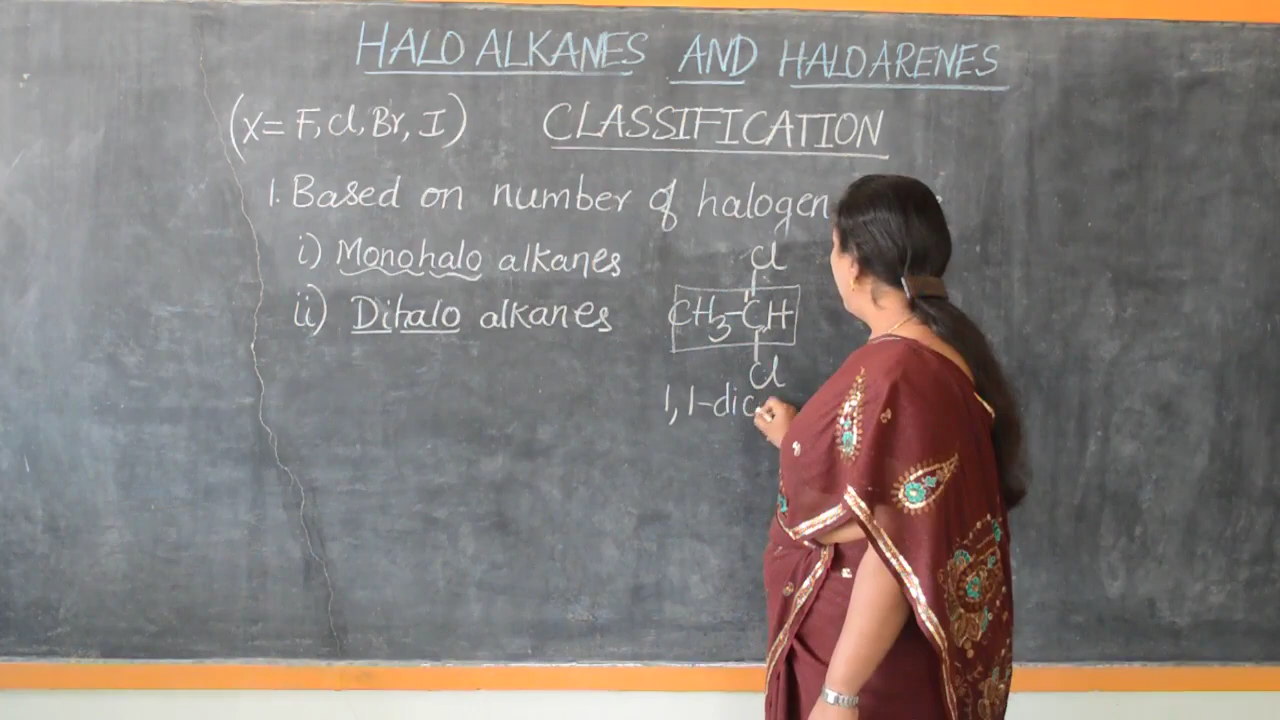 HALO ALKANES AND HALOARENES
(X= F, Cl, Br, I) CLASSIFICATION
1. Based on number of halogen
i) Monohalo alkanes
ii) Dihalo alkanes
Cl
CH3-CH
Cl
1,1-dic